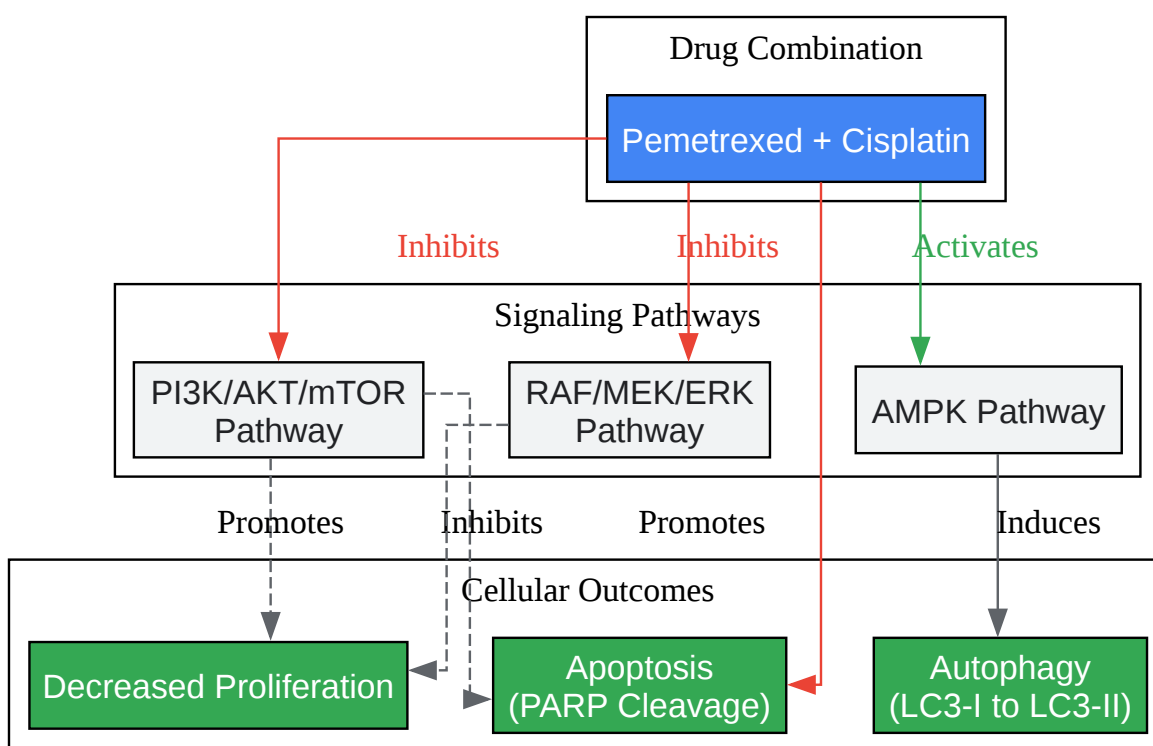 Drug Combination
Pemetrexed + Cisplatin
Inhibits
Inhibits
Activates
Signaling Pathways
PI3K/AKT/mTOR
Pathway
RAF/MEK/ERK
Pathway
AMPK Pathway
Promotes
Inhibits
Promotes
Induces
Cellular Outcomes
Decreased Proliferation
Apoptosis
(PARP Cleavage)
Autophagy
(LC3-I to LC3-II)